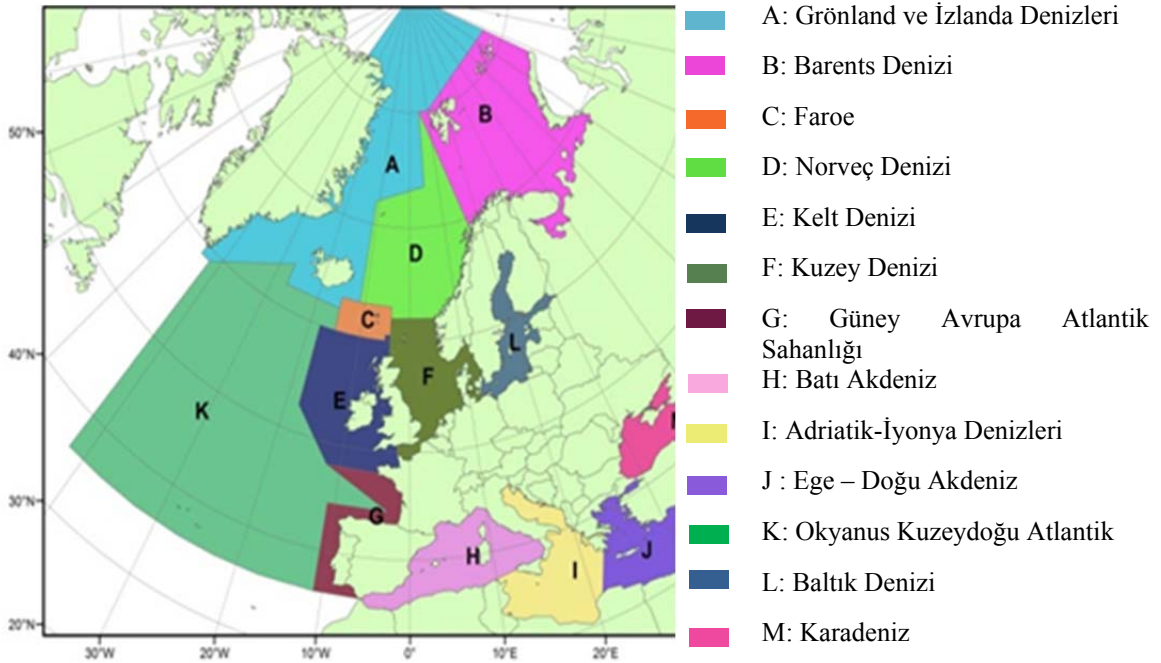 A: Grönland ve İzlanda Denizleri
B: Barents Denizi
C: Faroe
D: Norveç Denizi
E: Kelt Denizi
F: Kuzey Denizi
G: Güney Avrupa Atlantik
Sahanlığı
H: Batı Akdeniz
I: Adriatik-İyonya Denizleri
J : Ege – Doğu Akdeniz
K: Okyanus Kuzeydoğu Atlantik
L: Baltık Denizi
M: Karadeniz
50°N
40°N
30°N
20°N
30°W
20°W
10°W
0°
10°E
20°E
B
A
D
C
L
F
E
K
G
H
I
J